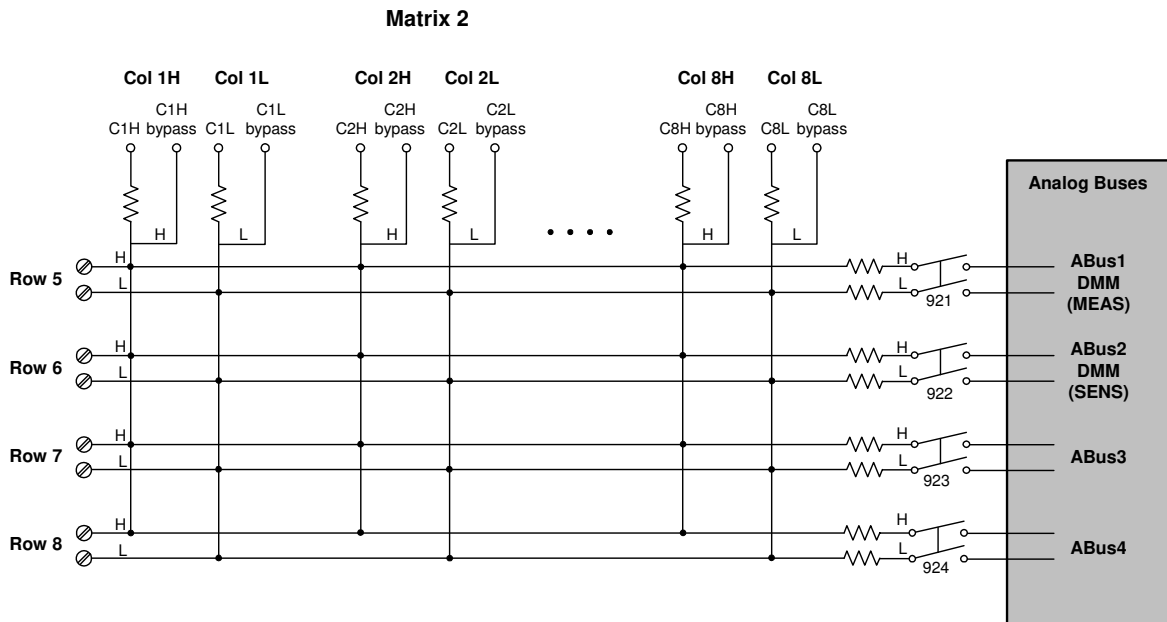 Matrix 2
Col 1H Col 1L Col 2H Col 2L Col 8H Col 8L
C1H C1L C2H C2L C8H C8L
C1H bypass C1L bypass C2H bypass C2L bypass C8H bypass C8L bypass
Analog Buses
H L H L H L
Row 5
H
L
H
L
921
ABus1
DMM
(MEAS)
Row 6
H
L
H
L
922
ABus2
DMM
(SENS)
Row 7
H
L
H
L
923
ABus3
Row 8
H
L
H
L
924
ABus4